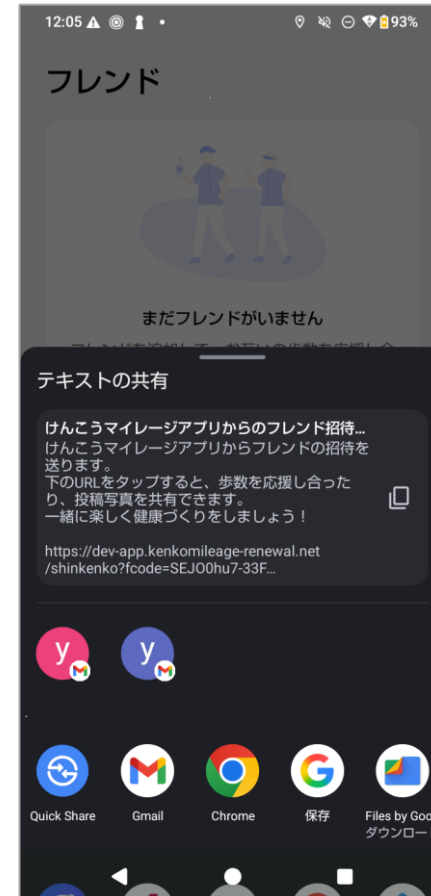 12:05
93%
フレンド
まだフレンドがいません
テキストの共有
けんこうマイレージアプリからのフレンド招待...
けんこうマイレージアプリからフレンドの招待を
送ります。
下のURLをタップすると、歩数を応援し合った
り、投稿写真を共有できます。
一緒に楽しく健康づくりをしましょう！
https://dev-app.kenkomileage-renewal.net
/shinkenko?fcode=SEJO0hu7-33F...
y
y
Quick Share
Gmail
Chrome
保存
Files by Goo
ダウンロー